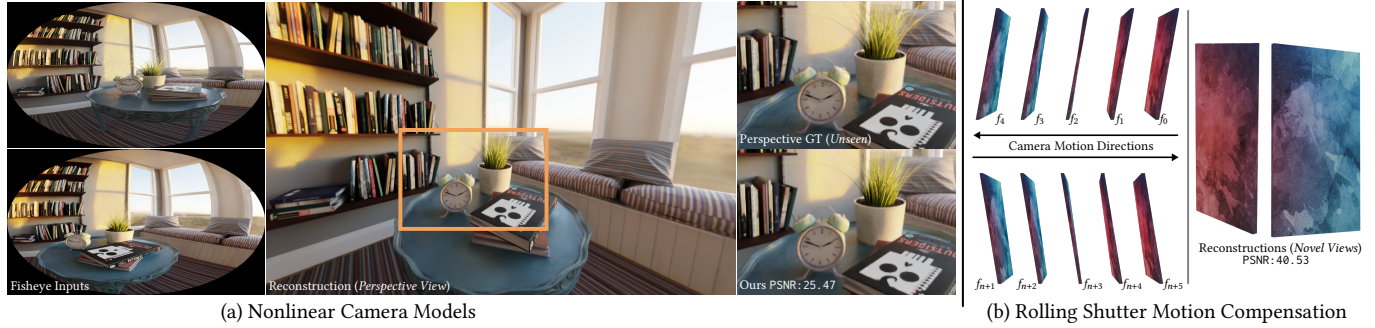 Fisheye Inputs
Reconstruction (Perspective View)
OUTSIDERS
Perspective GT (Unseen)
OUTSIDERS
Ours PSNR:25.47
(a) Nonlinear Camera Models
f4 f3 f2 f1 f0
Camera Motion Directions
fn+1 fn+2 fn+3 fn+4 fn+5
Reconstructions (Novel Views)
PSNR:40.53
(b) Rolling Shutter Motion Compensation